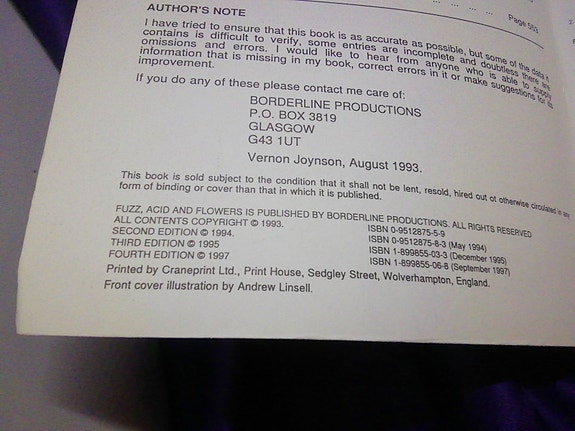 Page 553
AUTHOR'S NOTE
I have tried to ensure that this book is as accurate as possible, but some of the data it
contains is difficult to verify, some entries are incomplete and doubtless there are
omissions and errors. I would like to hear from anyone who is able to supply
information that is missing in my book, correct errors in it or make suggestions for its
improvement.
If you do any of these please contact me care of:
BORDERLINE PRODUCTIONS
P.O. BOX 3819
GLASGOW
G43 1UT
Vernon Joynson, August 1993.
This book is sold subject to the condition that it shall not be lent, resold, hired out ot otherwise circulated in any
form of binding or cover than that in which it is published.
FUZZ, ACID AND FLOWERS IS PUBLISHED BY BORDERLINE PRODUCTIONS. ALL RIGHTS RESERVED
ALL CONTENTS COPYRIGHT © 1993. ISBN 0-9512875-5-9
SECOND EDITION © 1994. ISBN 0-9512875-8-3 (May 1994)
THIRD EDITION © 1995 ISBN 1-899855-03-3 (December 1995)
FOURTH EDITION © 1997 ISBN 1-899855-06-8 (September 1997)
Printed by Craneprint Ltd., Print House, Sedgley Street, Wolverhampton, England.
Front cover illustration by Andrew Linsell.